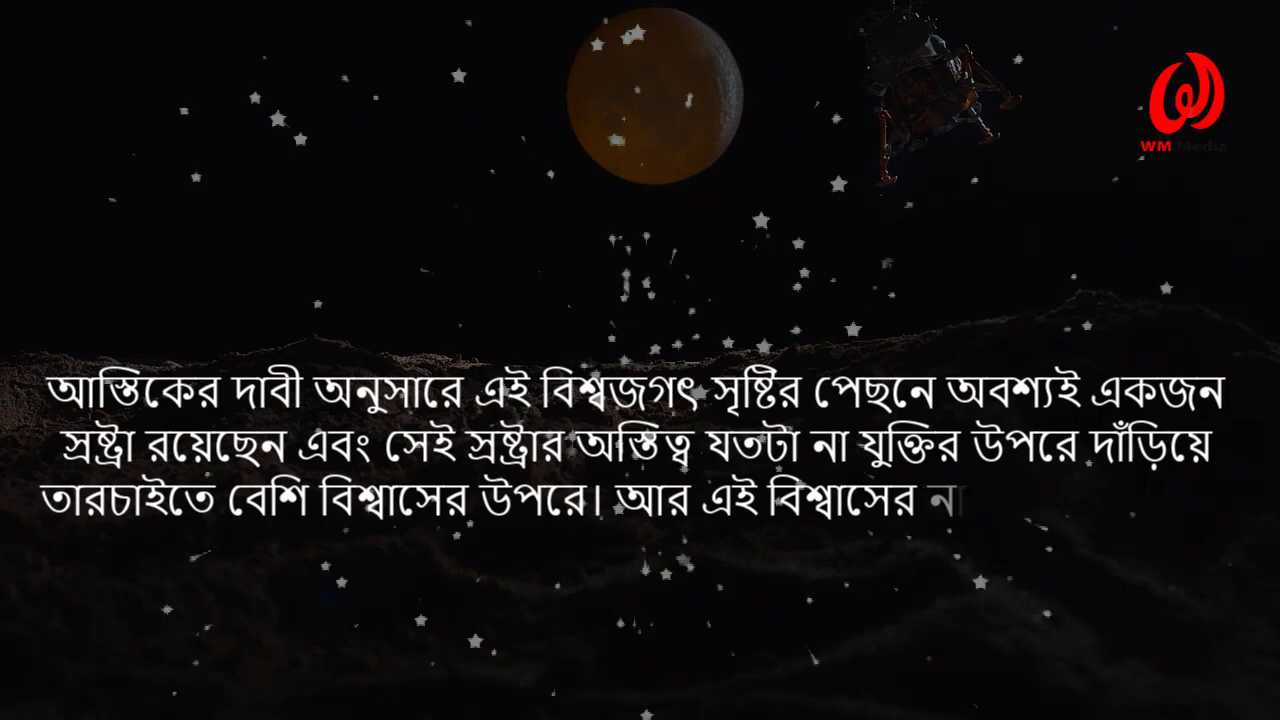 WM Media
আস্তিকের দাবী অনুসারে এই বিশ্বজগৎ সৃষ্টির পেছনে অবশ্যই একজন
স্রষ্ট্রা রয়েছেন এবং সেই স্রষ্ট্রার অস্তিত্ব যতটা না যুক্তির উপরে দাঁড়িয়ে
তারচাইতে বেশি বিশ্বাসের উপরে। আর এই বিশ্বাসের না